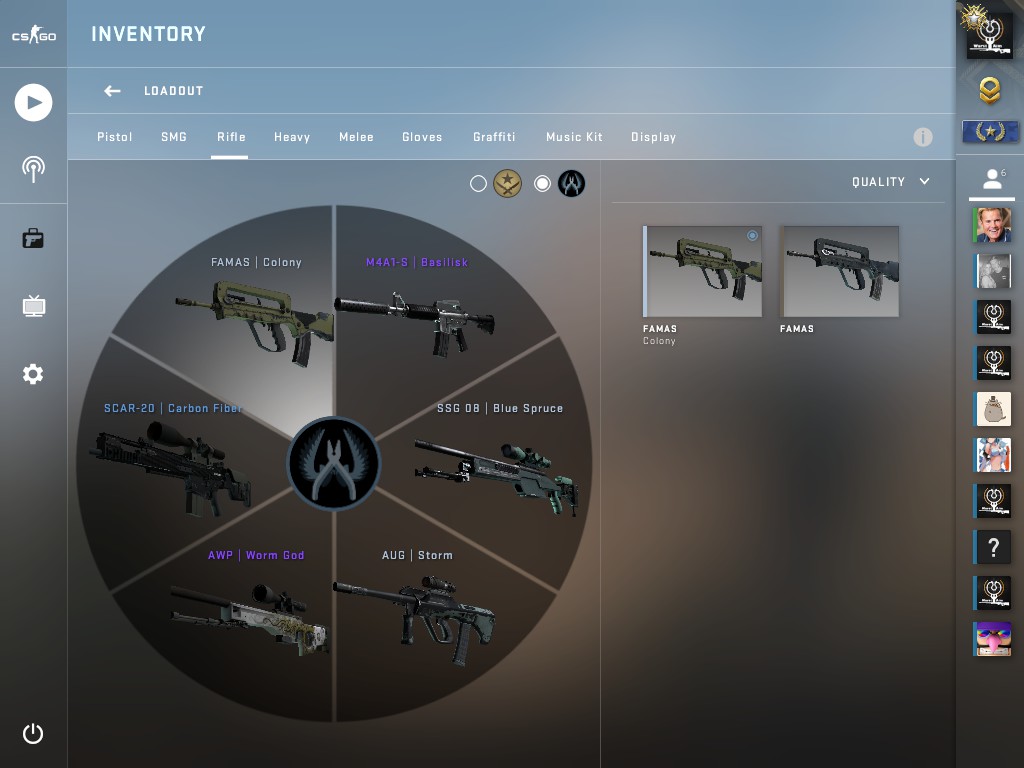 CS GO
INVENTORY
LOADOUT
Pistol SMG Rifle Heavy Melee Gloves Graffiti Music Kit Display
QUALITY
6
FAMAS | Colony
M4A1-S | Basilisk
SCAR-20 | Carbon Fiber
SSG 08 | Blue Spruce
AWP | Worm God
AUG | Storm
FAMAS
Colony
FAMAS
?